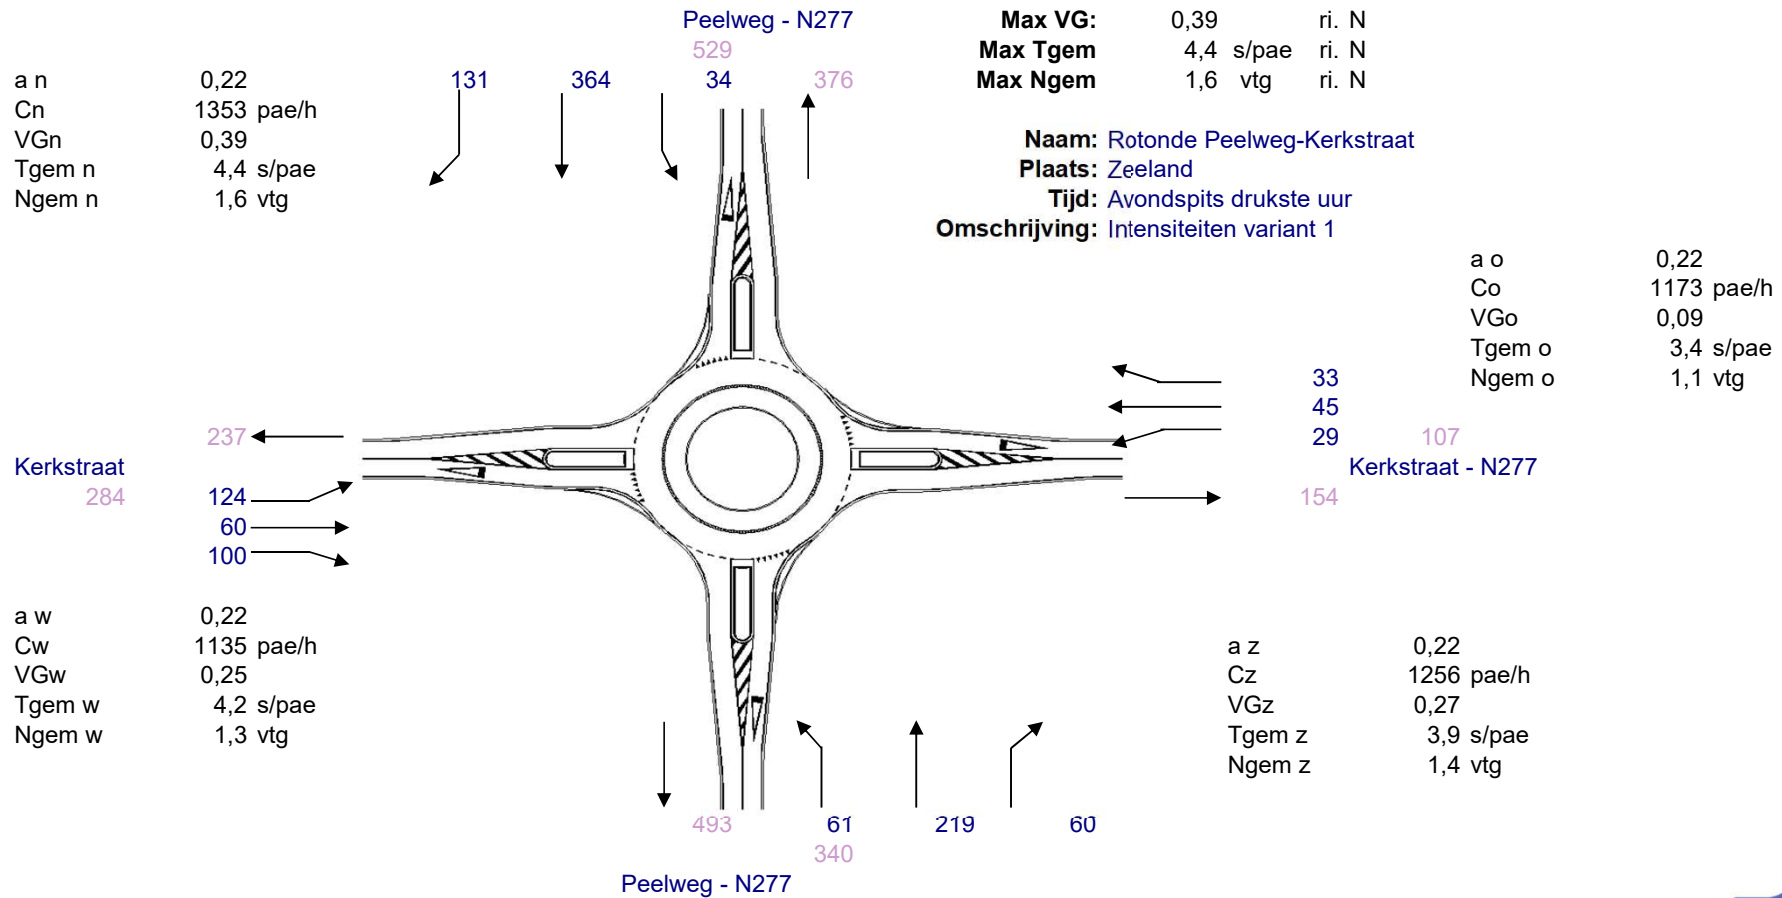 Peelweg - N277
529
131 364 34 376
a n 0,22
Cn 1353 pae/h
VGn 0,39
Tgem n 4,4 s/pae
Ngem n 1,6 vtg
Max VG: 0,39 ri. N
Max Tgem 4,4 s/pae ri. N
Max Ngem 1,6 vtg ri. N
Naam: Rotonde Peelweg-Kerkstraat
Plaats: Zeeland
Tijd: Avondspits drukste uur
Omschrijving: Intensiteiten variant 1
a o 0,22
Co 1173 pae/h
VGo 0,09
Tgem o 3,4 s/pae
Ngem o 1,1 vtg
33
45
29 107
Kerkstraat - N277
154
237
Kerkstraat
284 124
60
100
a w 0,22
Cw 1135 pae/h
VGw 0,25
Tgem w 4,2 s/pae
Ngem w 1,3 vtg
a z 0,22
Cz 1256 pae/h
VGz 0,27
Tgem z 3,9 s/pae
Ngem z 1,4 vtg
493 61 219 60
340
Peelweg - N277